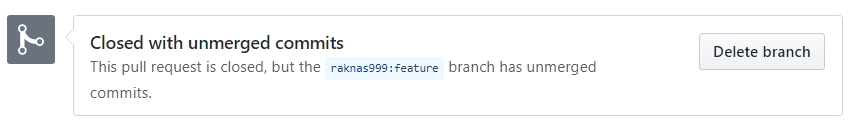 Closed with unmerged commits
Delete branch
This pull request is closed, but the raknas999:feature branch has unmerged
commits.